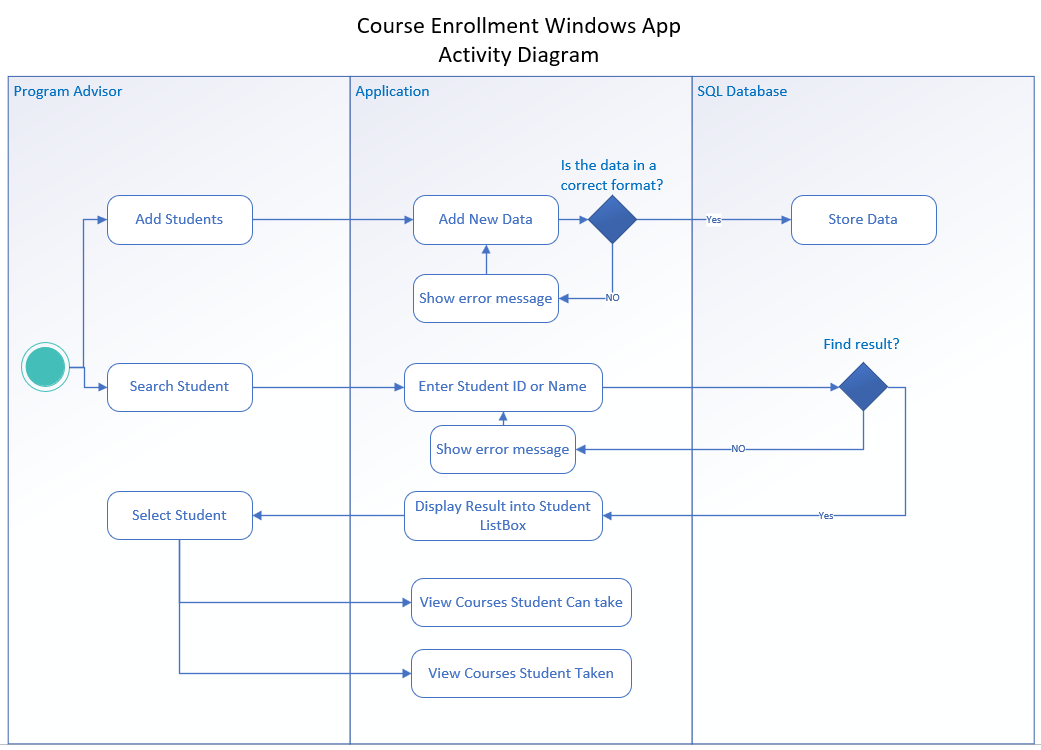 Course Enrollment Windows App
Activity Diagram
Program Advisor
Application
SQL Database
Is the data in a
correct format?
Add Students
Add New Data
Yes
Store Data
Show error message
NO
Find result?
Search Student
Enter Student ID or Name
Show error message
NO
Select Student
Display Result into Student
ListBox
Yes
View Courses Student Can take
View Courses Student Taken